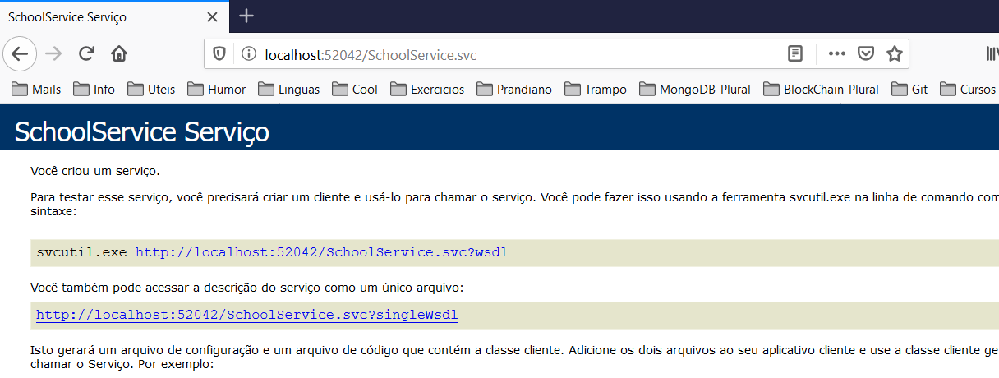 SchoolService Serviço
localhost:52042/SchoolService.svc
Mails Info Uteis Humor Linguas Cool Exercicios Prandiano Trampo MongoDB_Plural BlockChain_Plural Git Cursos_
SchoolService Serviço
Você criou um serviço.
Para testar esse serviço, você precisará criar um cliente e usá-lo para chamar o serviço. Você pode fazer isso usando a ferramenta svcutil.exe na linha de comando com
sintaxe:
svcutil.exe http://localhost:52042/SchoolService.svc?wsdl
Você também pode acessar a descrição do serviço como um único arquivo:
http://localhost:52042/SchoolService.svc?singleWsdl
Isto gerará um arquivo de configuração e um arquivo de código que contém a classe cliente. Adicione os dois arquivos ao seu aplicativo cliente e use a classe cliente ge
chamar o Serviço. Por exemplo: